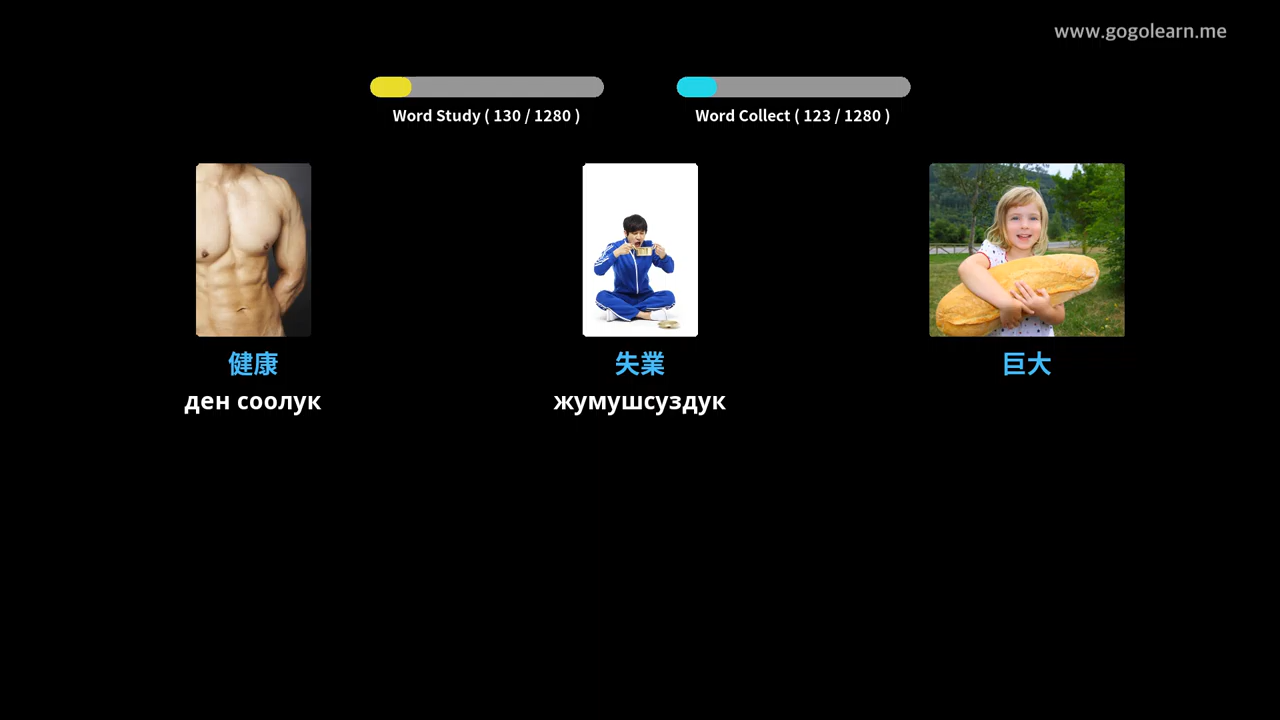 www.gogolearn.me
Word Study ( 130 / 1280 )
Word Collect ( 123 / 1280 )
健康
失業
巨大
ден соолук
жумушсуздук